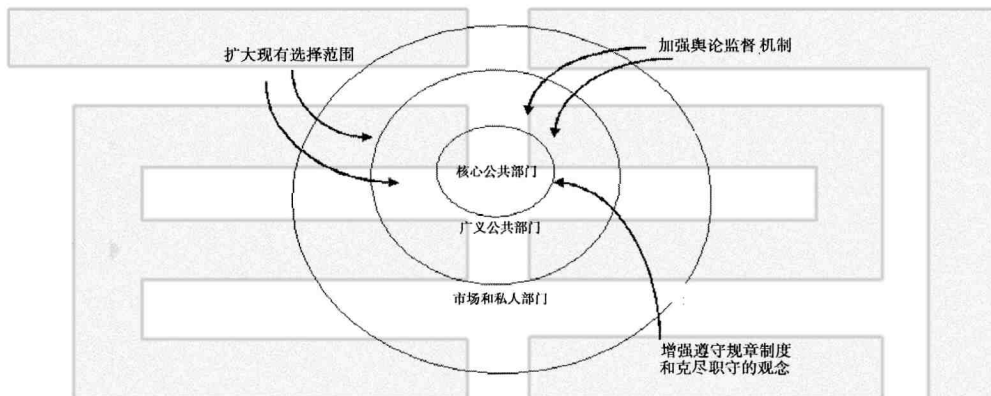 扩大现有选择范围
加强舆论监督 机制
核心公共部门
广义公共部门
市场和私人部门
增强遵守规章制度
和克尽职守的观念